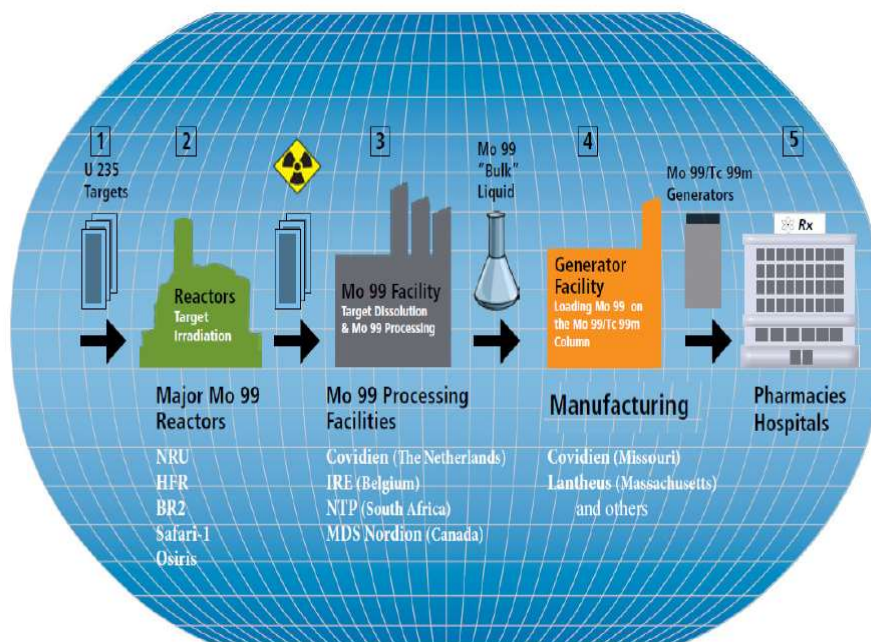 1
U 235
Targets
2
3
Mo 99
"Bulk"
Liquid
4
Mo 99/Tc 99m
Generators
5
Rx
Reactors
Target
Irradiation
Mo 99 Facility
Target Dissolution
& Mo 99 Processing
Generator
Facility
Loading Mo 99 on
the Mo 99/Tc 99m
Column
Major Mo 99
Reactors
NRU
HFR
BR2
Safari-1
Osiris
Mo 99 Processing
Facilities
Covidien (The Netherlands)
IRE (Belgium)
NTP (South Africa)
MDS Nordion (Canada)
Manufacturing
Covidien (Missouri)
Lantheus (Massachusetts)
and others
Pharmacies
Hospitals